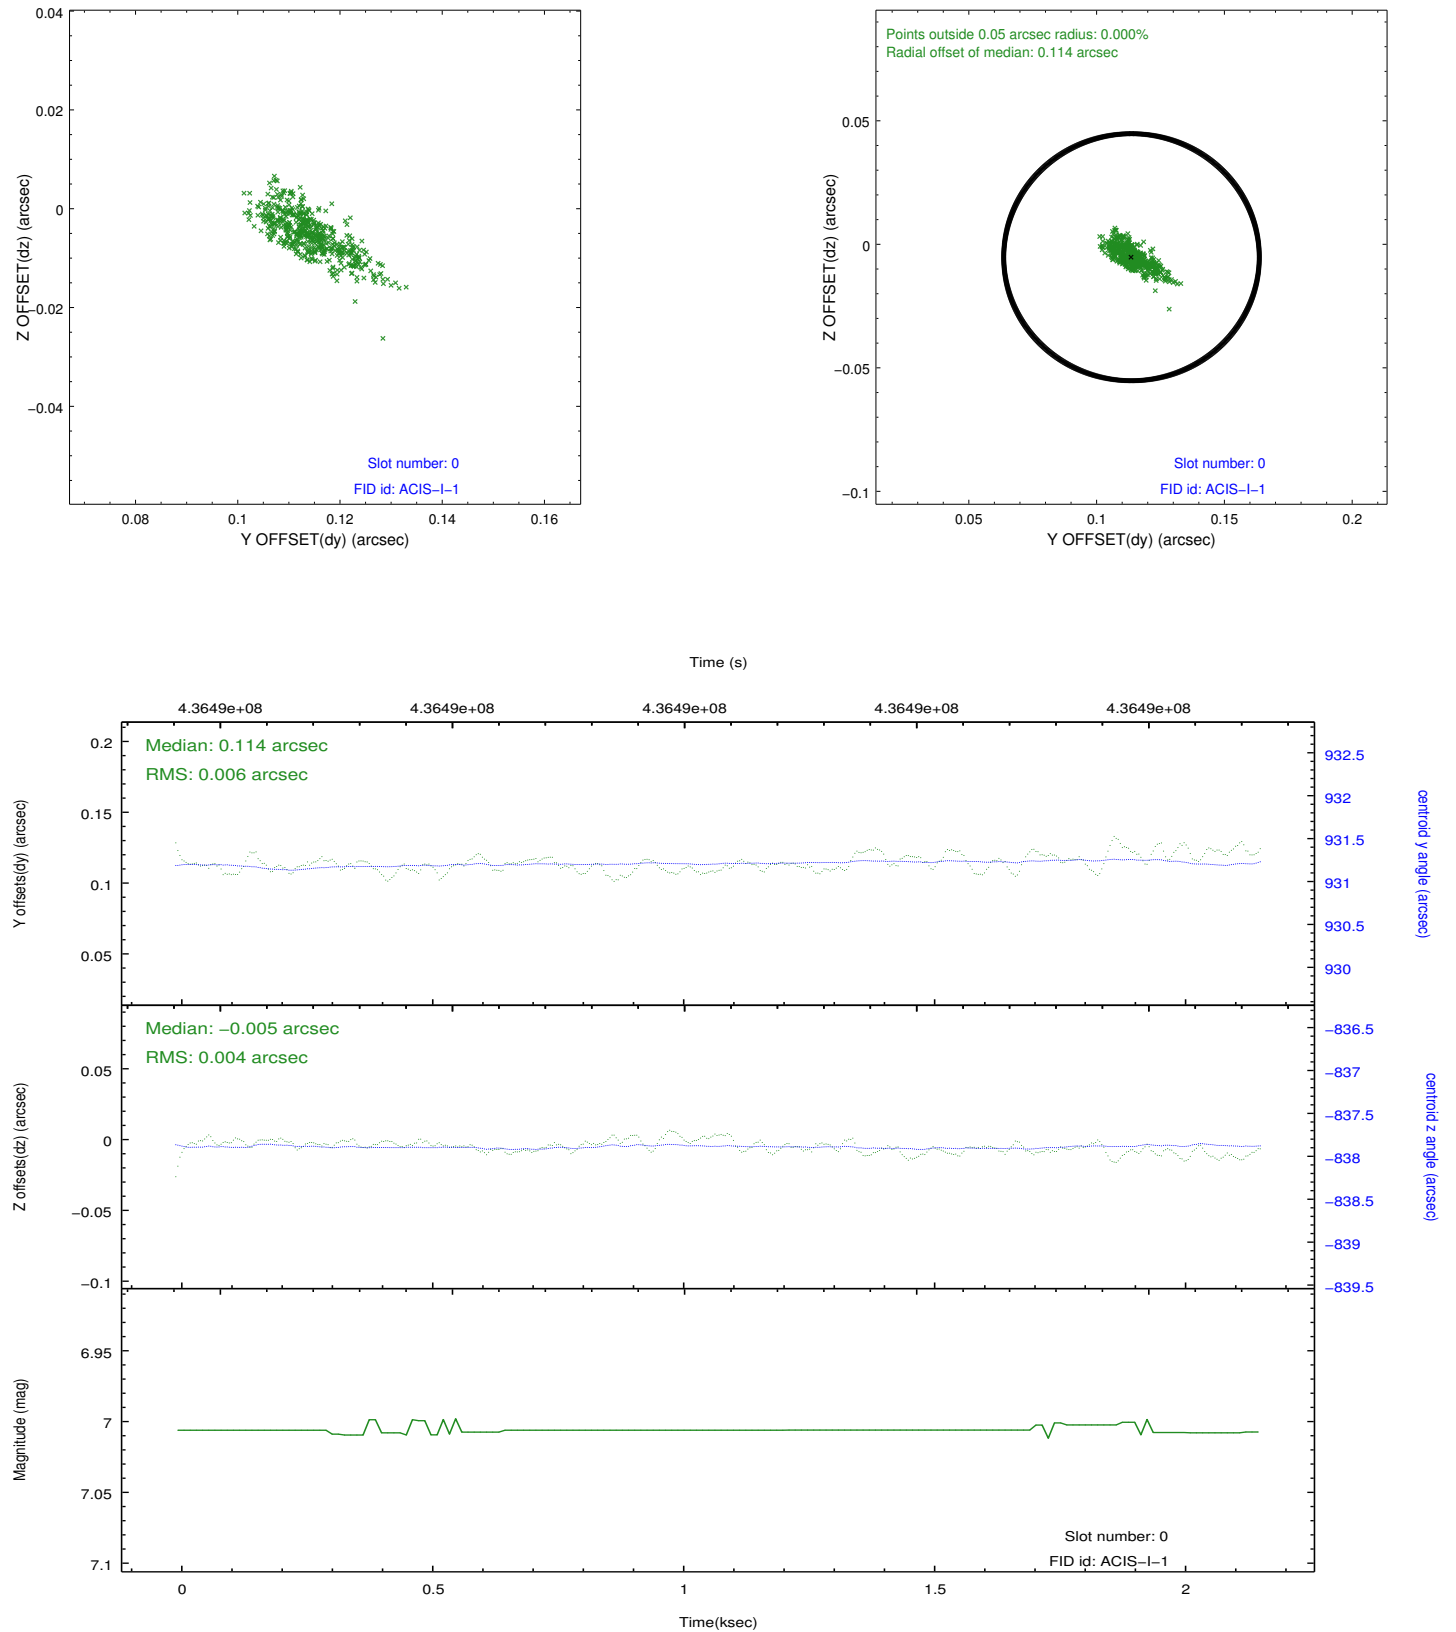 0.04
0.02
0
−0.02
−0.04
Z OFFSET(dz) (arcsec)
Slot number: 0
FID id: ACIS−I−1
0.08
0.1
0.12
0.14
0.16
Y OFFSET(dy) (arcsec)
Points outside 0.05 arcsec radius: 0.000%
Radial offset of median: 0.114 arcsec
0.05
0
−0.05
−0.1
Z OFFSET(dz) (arcsec)
Slot number: 0
FID id: ACIS−I−1
0.05
0.1
0.15
0.2
Y OFFSET(dy) (arcsec)
Time (s)
4.3649e+08
4.3649e+08
4.3649e+08
4.3649e+08
4.3649e+08
Median: 0.114 arcsec
RMS: 0.006 arcsec
0.2
0.15
0.1
0.05
Y offsets(dy) (arcsec)
932.5
932
931.5
931
930.5
930
centroid y angle (arcsec)
Median: −0.005 arcsec
RMS: 0.004 arcsec
0.05
0
−0.05
−0.1
Z offsets(dz) (arcsec)
−836.5
−837
−837.5
−838
−838.5
−839
−839.5
centroid z angle (arcsec)
6.95
7
7.05
7.1
Magnitude (mag)
Slot number: 0
FID id: ACIS−I−1
0
0.5
1
1.5
2
Time(ksec)